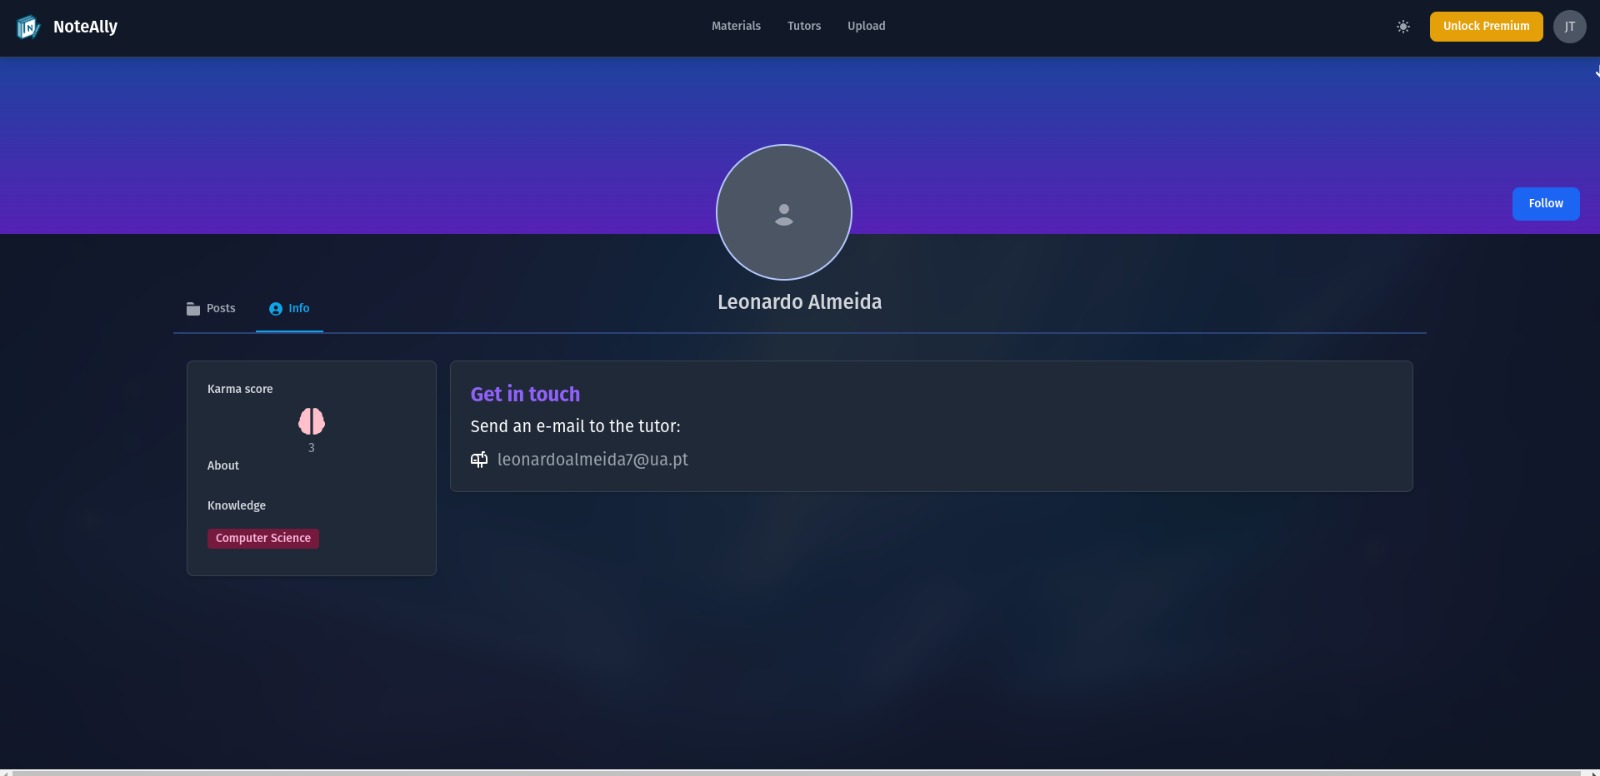 NoteAlly
Materials Tutors Upload
Unlock Premium
JT
Follow
Leonardo Almeida
Posts Info
Karma score
3
About
Knowledge
Computer Science
Get in touch
Send an e-mail to the tutor:
leonardoalmeida7@ua.pt